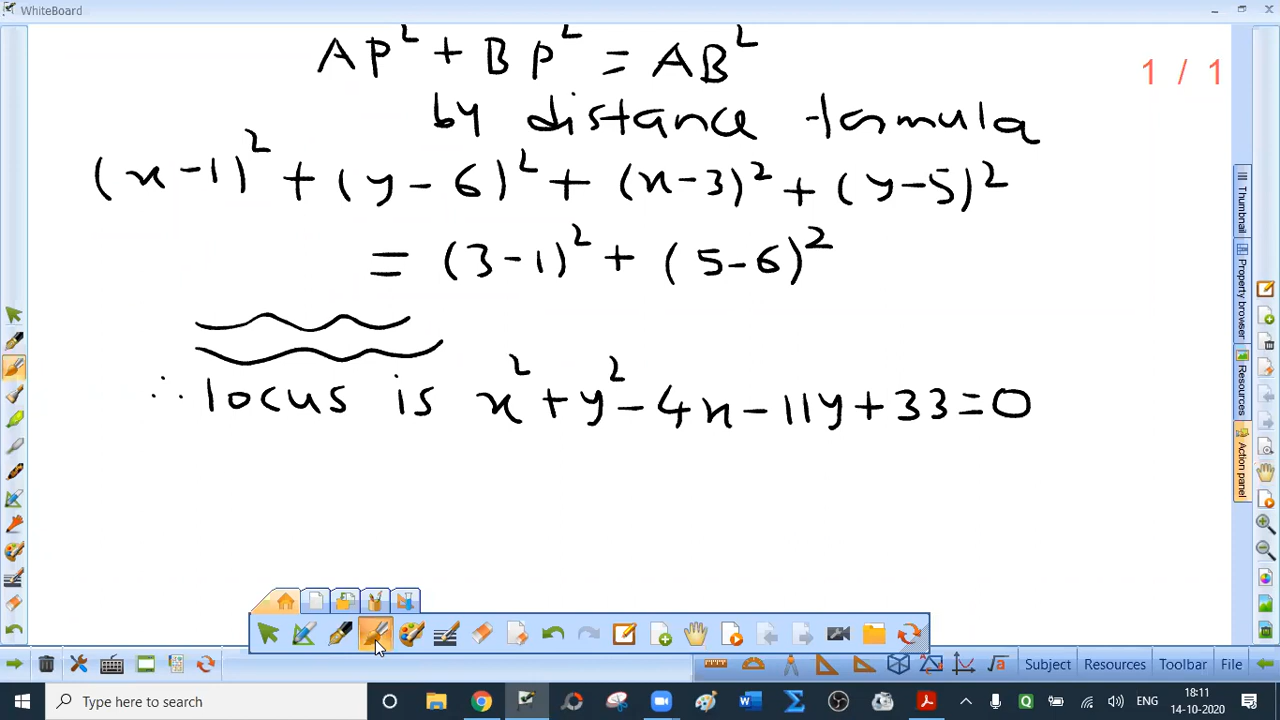 WhiteBoard
AP² + BP² = AB²
1 / 1
by distance formula
(x-1)² + (y-6)² + (x-3)² + (y-5)²
= (3-1)² + (5-6)²
∴ locus is x² + y² - 4x - 11y + 33 = 0
Thumbnail
Property browser
Resources
Action panel
Subject
Resources
Toolbar
File
Type here to search
ENG
18:11
14-10-2020